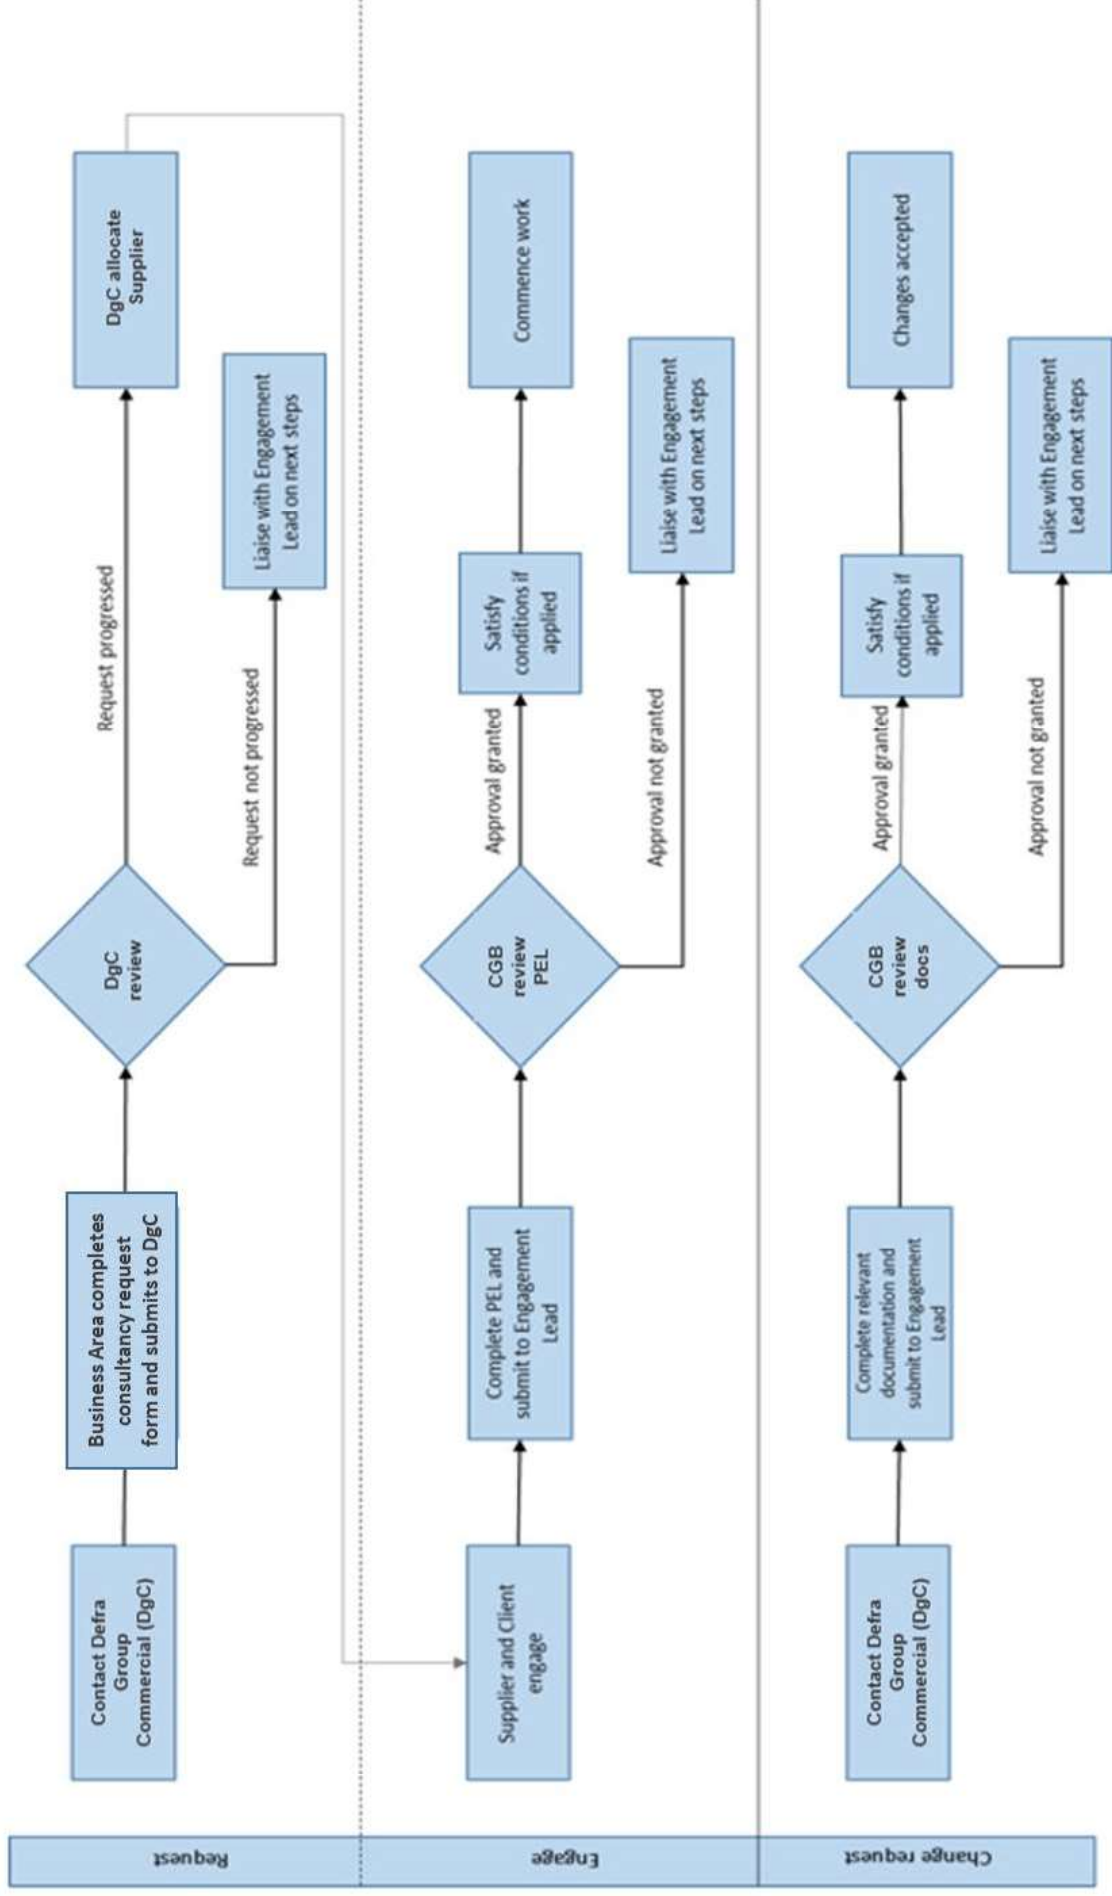 Request
Contact Defra
Group
Commercial (DgC)
Business Area completes
consultancy request
form and submits to DgC
DgC
review
Request progressed
DgC allocate
Supplier
Request not progressed
Liaise with Engagement
Lead on next steps
Engage
Supplier and Client
engage
Complete PEL and
submit to Engagement
Lead
CGB
review
PEL
Approval granted
Satisfy
conditions if
applied
Commence work
Approval not granted
Liaise with Engagement
Lead on next steps
Change request
Contact Defra
Group
Commercial (DgC)
Complete relevant
documentation and
submit to Engagement
Lead
CGB
review
docs
Approval granted
Satisfy
conditions if
applied
Changes accepted
Approval not granted
Liaise with Engagement
Lead on next steps